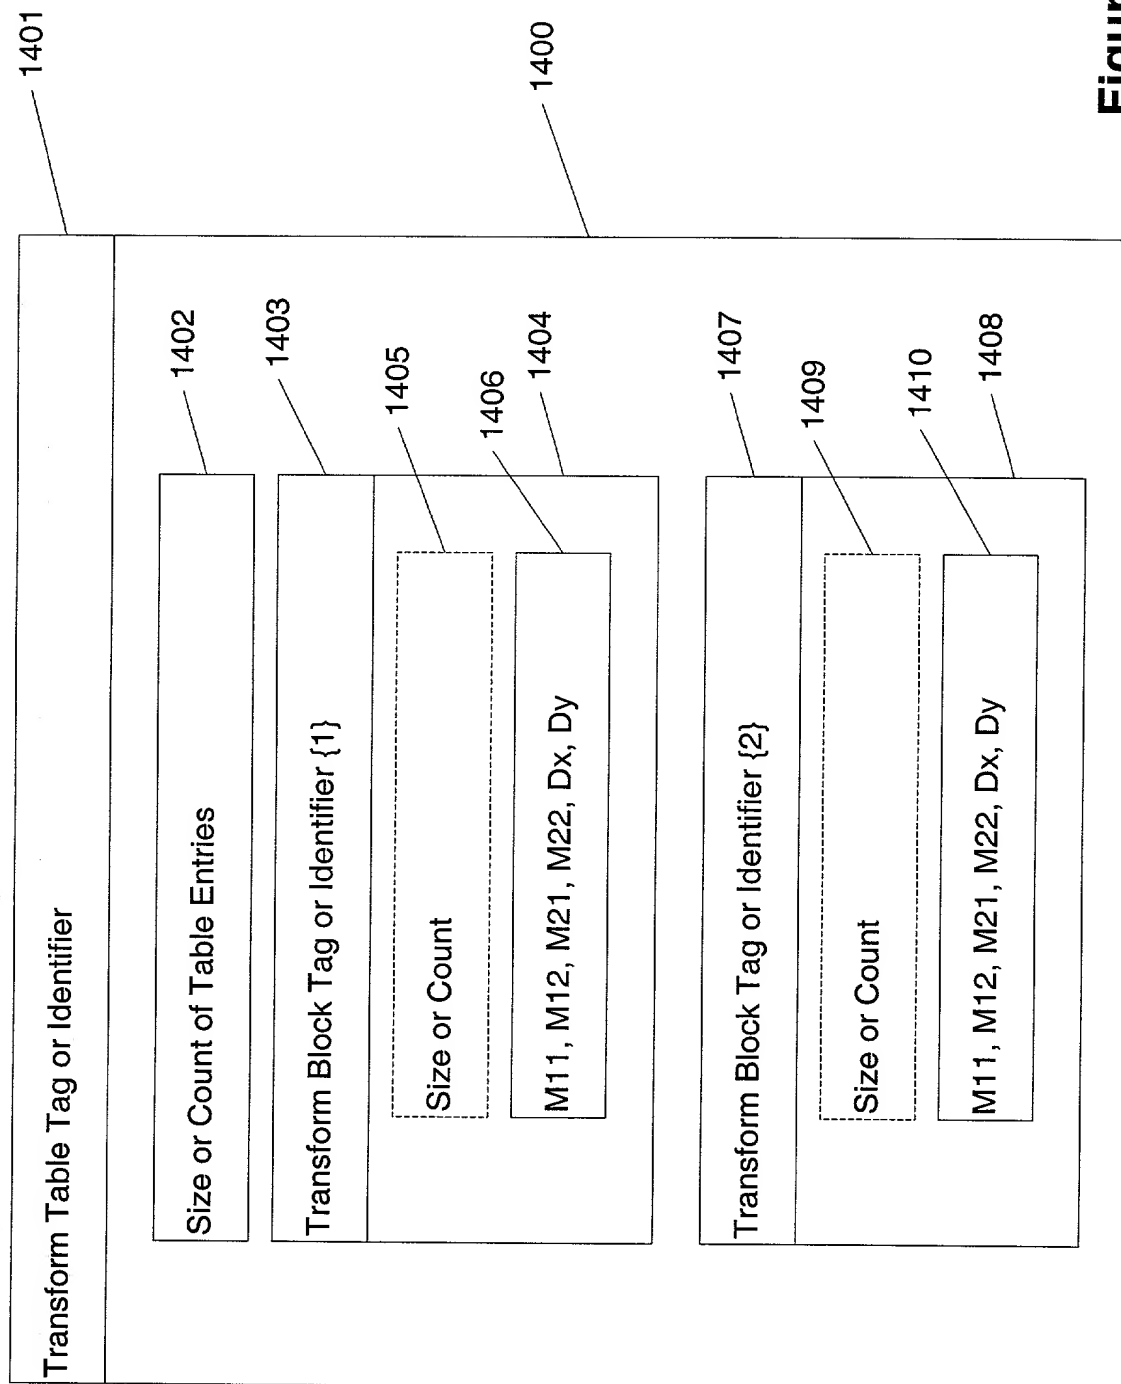 Transform Table Tag or Identifier
1401
1400
Size or Count of Table Entries
1402
Transform Block Tag or Identifier {1}
1403
Size or Count
1405
M11, M12, M21, M22, Dx, Dy
1406
1404
Transform Block Tag or Identifier {2}
1407
Size or Count
1409
M11, M12, M21, M22, Dx, Dy
1410
1408